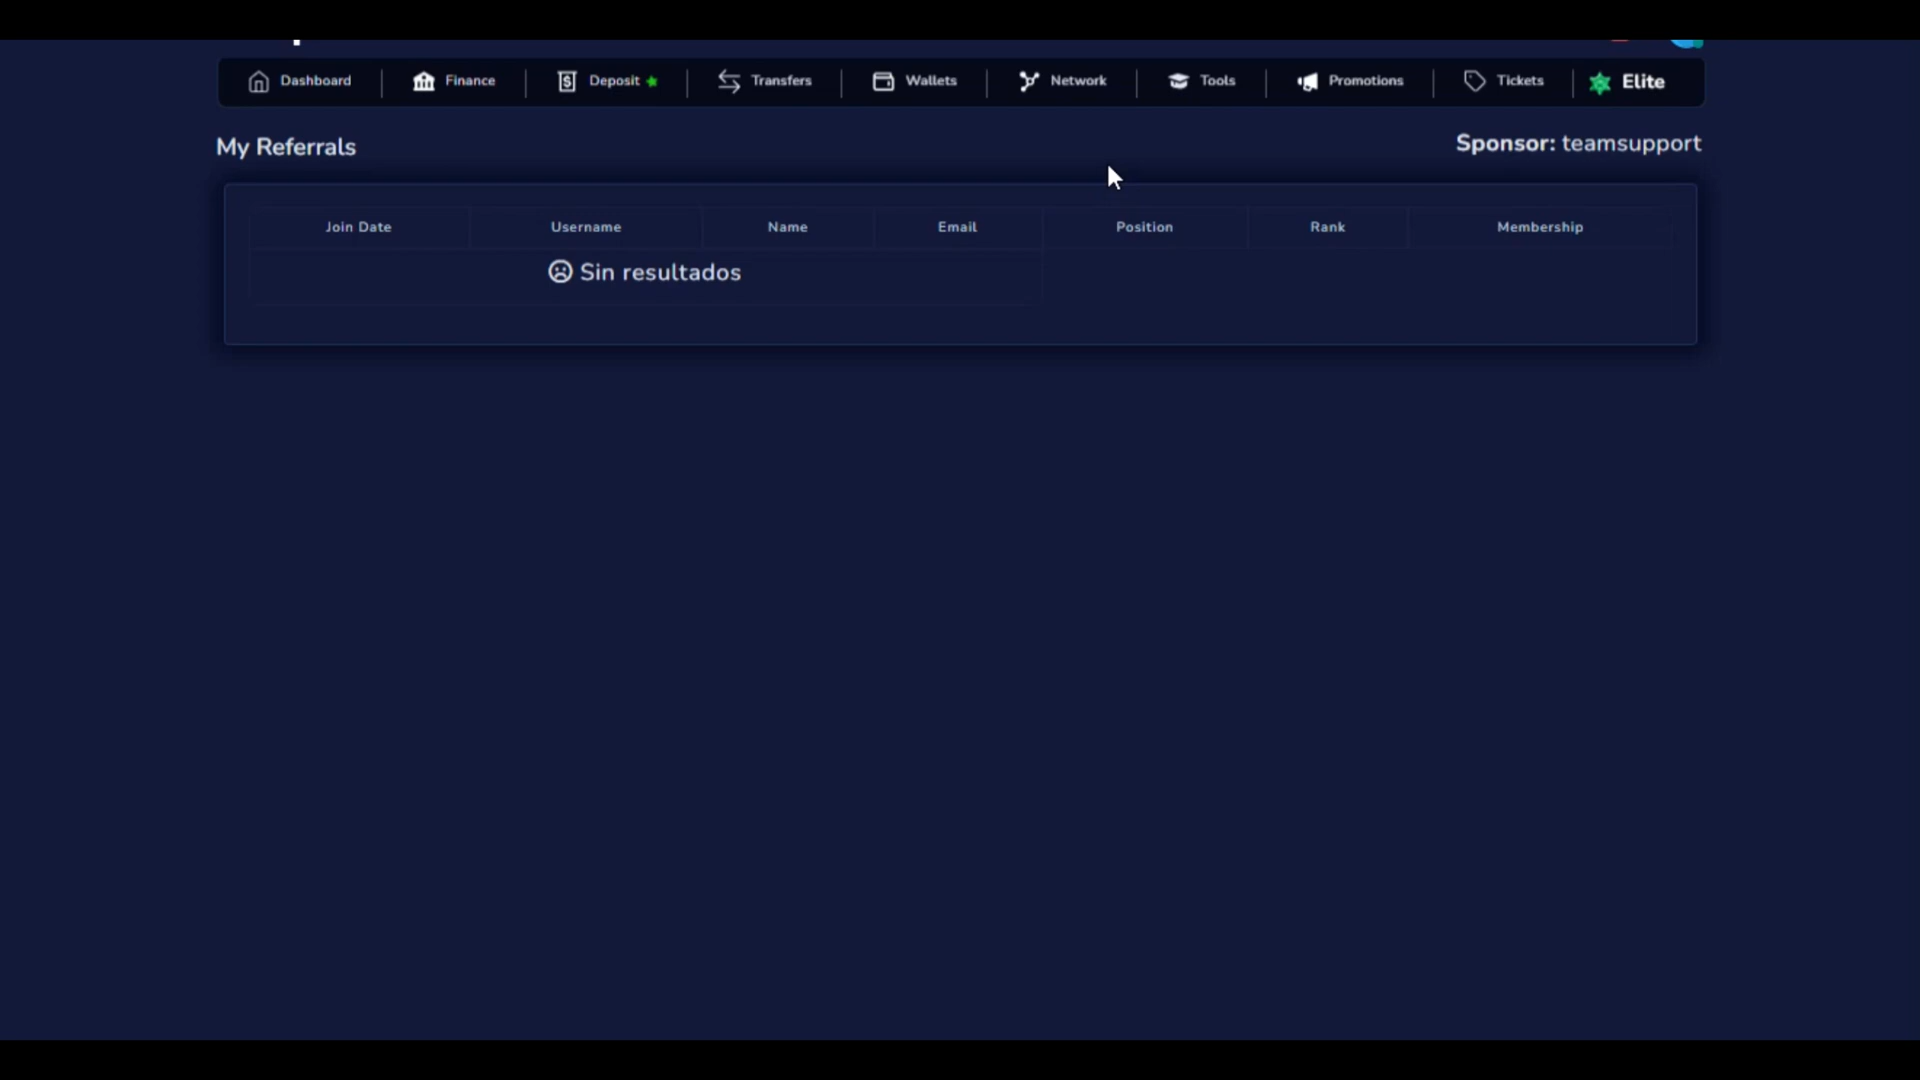 Dashboard Finance Deposit Transfers Wallets Network Tools Promotions Tickets Elite
My Referrals Sponsor: teamsupport
Join Date Username Name Email Position Rank Membership
Sin resultados